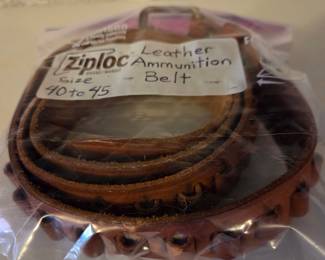 Leather
Ziploc Ammunition
Size - Belt -
40 to 45